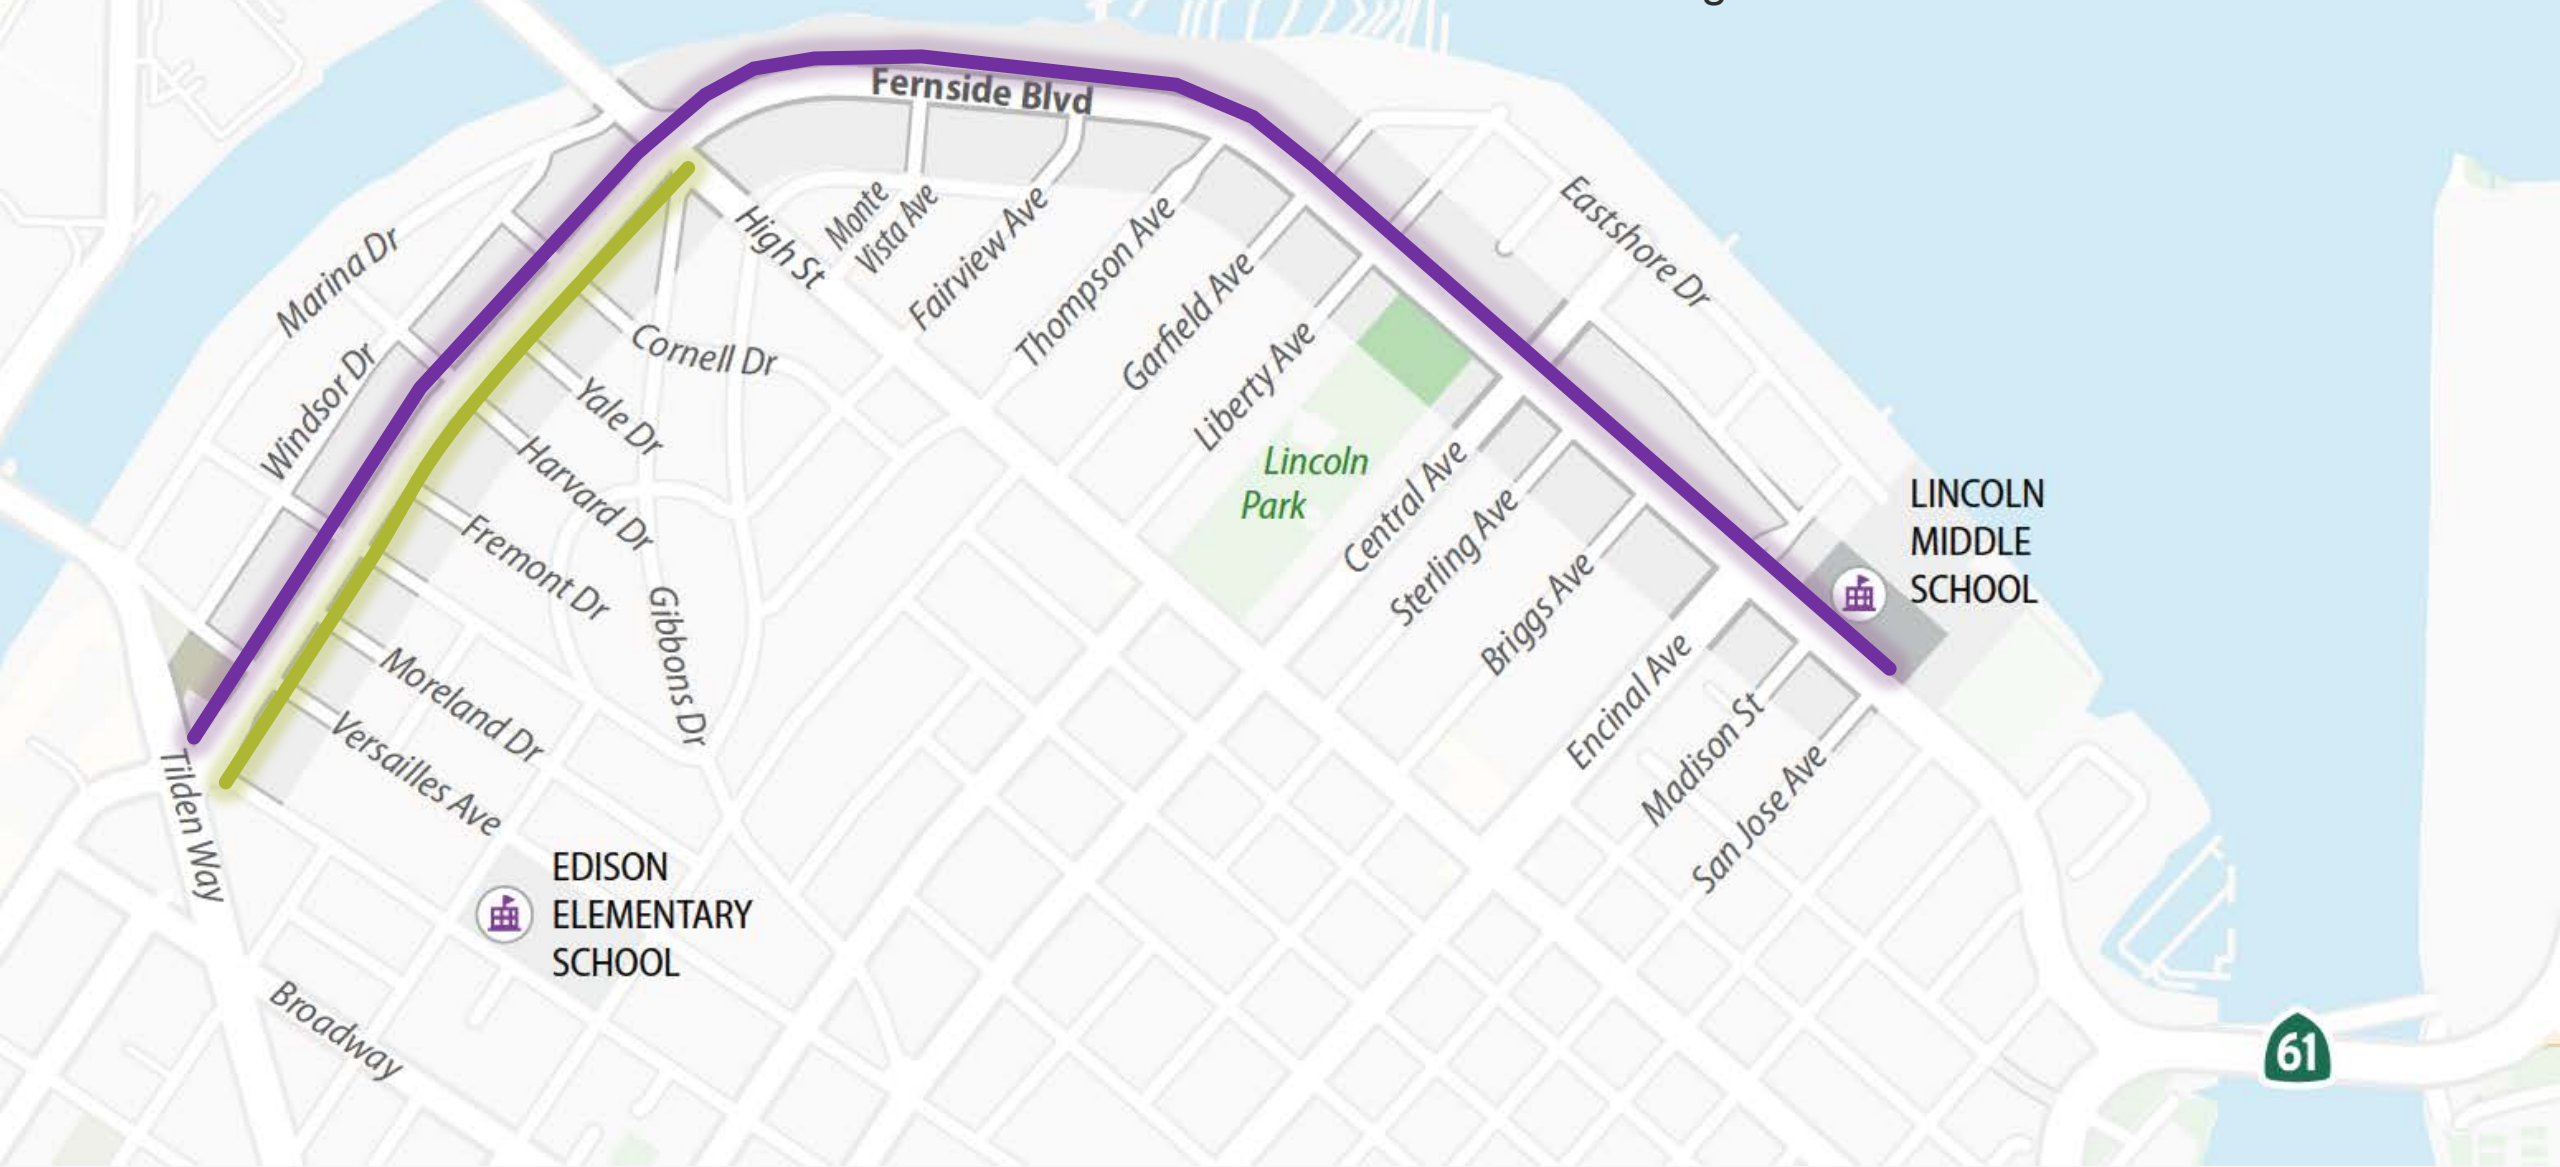 Fernside Blvd
Marina Dr
Windsor Dr
High St
Monte
Vista Ave
Fairview Ave
Thompson Ave
Garfield Ave
Liberty Ave
Eastshore Dr
Cornell Dr
Yale Dr
Harvard Dr
Fremont Dr
Gibbons Dr
Moreland Dr
Versailles Ave
Tilden Way
Broadway
Lincoln
Park
Central Ave
Sterling Ave
Briggs Ave
Encinal Ave
Madison St
San Jose Ave
LINCOLN
MIDDLE
SCHOOL
EDISON
ELEMENTARY
SCHOOL
61